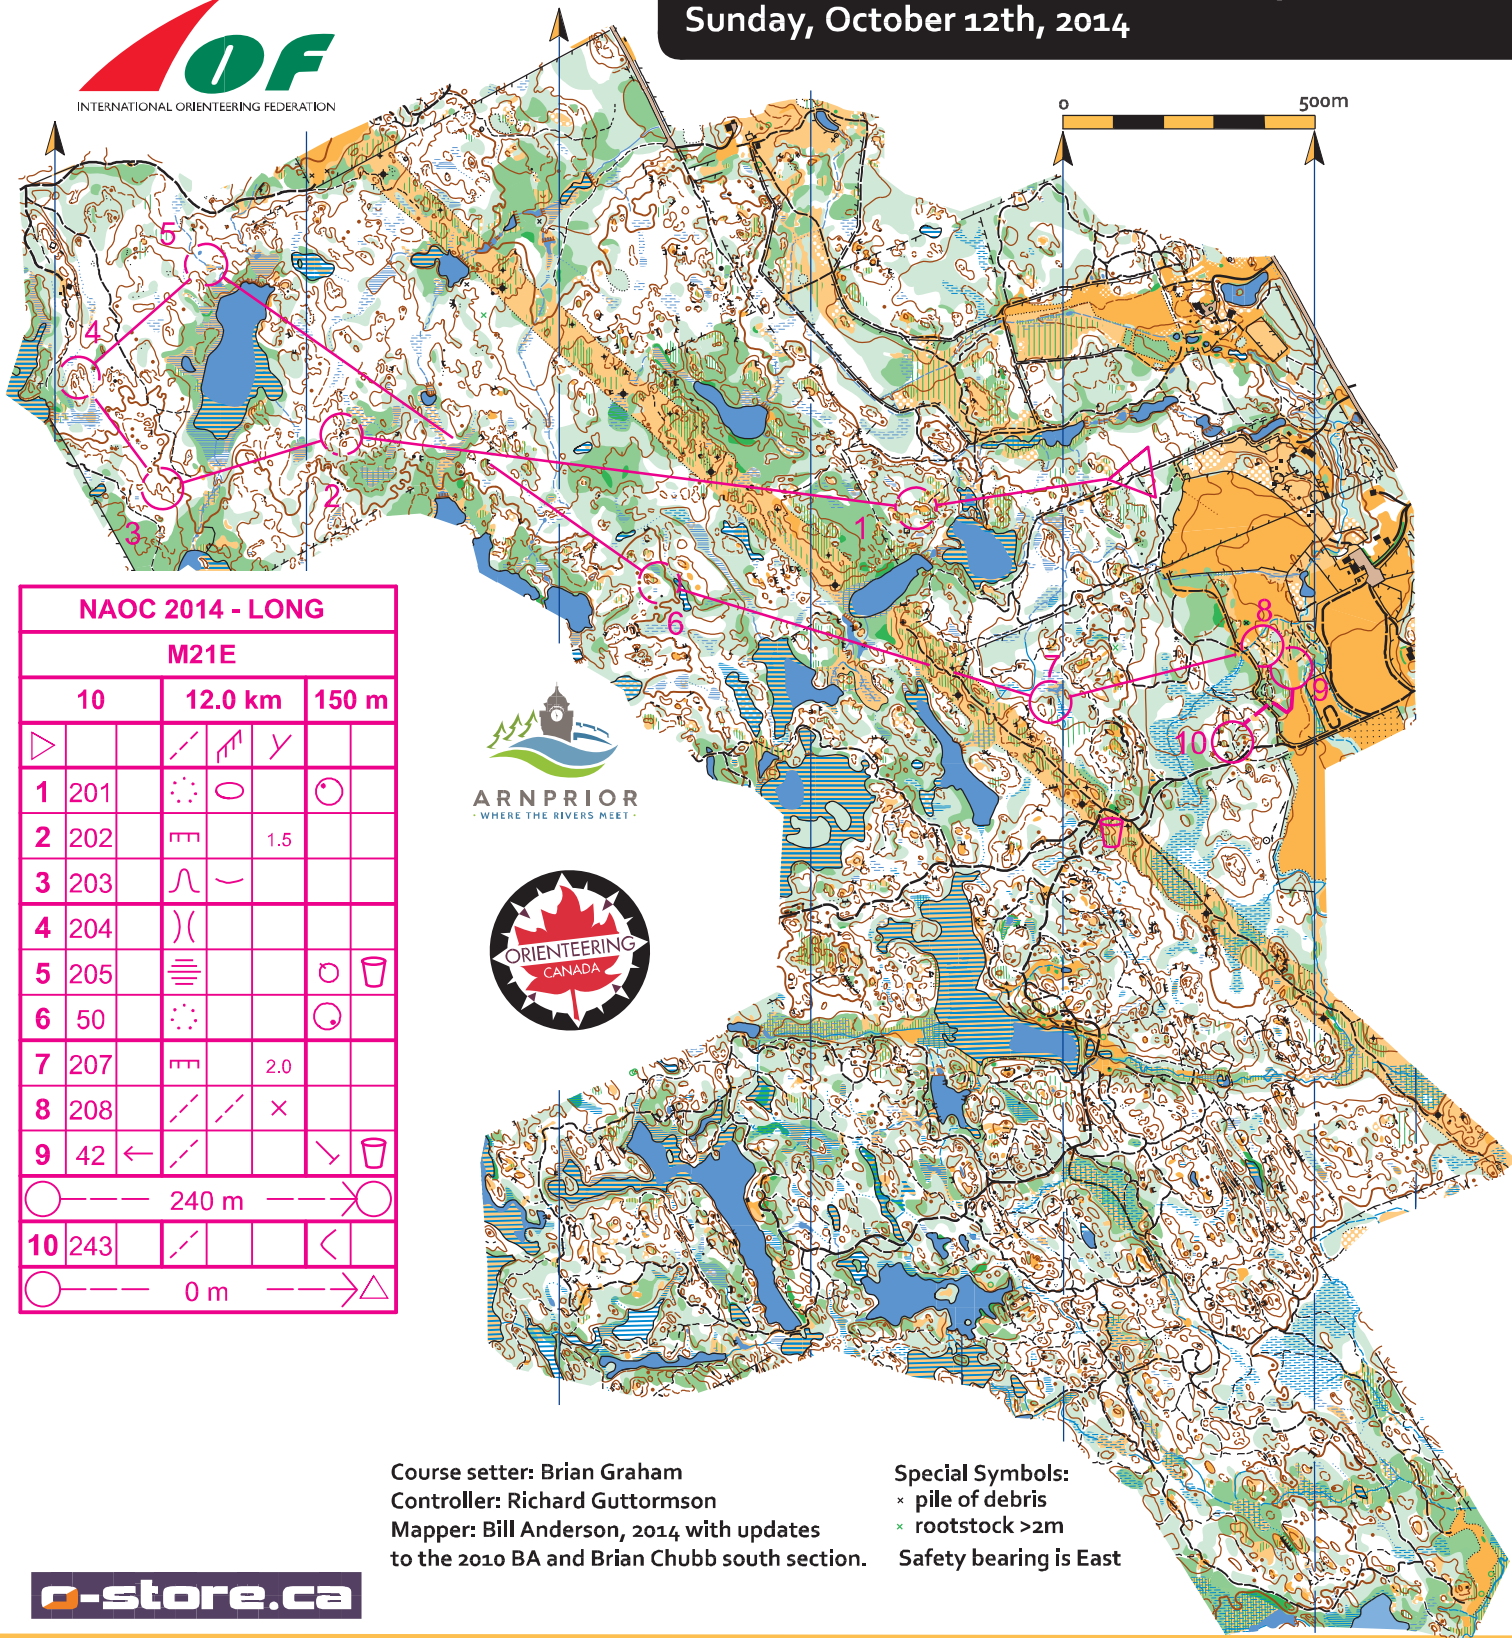 Sunday, October 12th, 2014
IOF
INTERNATIONAL ORIENTEERING FEDERATION
0 500m
5
4
3
2
1
6
7
8
9
10
NAOC 2014 - LONG
M21E
10 12.0 km 150 m
1 201
2 202 1.5
3 203
4 204
5 205
6 50
7 207 2.0
8 208
9 42
240 m
10 243
0 m
ARNPRIOR
· WHERE THE RIVERS MEET ·
ORIENTEERING
CANADA
Course setter: Brian Graham
Controller: Richard Guttormson
Mapper: Bill Anderson, 2014 with updates
to the 2010 BA and Brian Chubb south section.
Special Symbols:
× pile of debris
× rootstock >2m
Safety bearing is East
o-store.ca